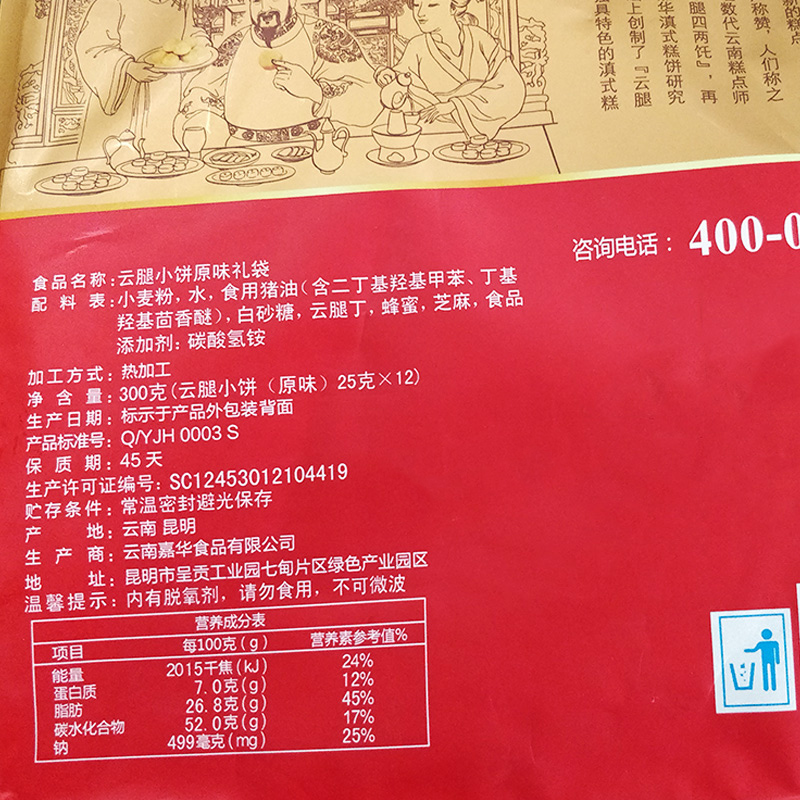 新的糕点
称赞，人们称之
腿四两饦』，再
数代云南糕点师
华滇式糕饼研究
上创制了『云腿
具特色的滇式糕
咨询电话：400-0
食品名称：云腿小饼原味礼袋
配料表：小麦粉，水，食用猪油（含二丁基羟基甲苯、丁基
羟基茴香醚），白砂糖，云腿丁，蜂蜜，芝麻，食品
添加剂：碳酸氢铵
加工方式：热加工
净含量：300克（云腿小饼（原味）25克×12）
生产日期：标示于产品外包装背面
产品标准号：Q/YJH 0003 S
保质期：45天
生产许可证编号：SC12453012104419
贮存条件：常温密封避光保存
产地：云南 昆明
生产商：云南嘉华食品有限公司
地址：昆明市呈贡工业园七甸片区绿色产业园区
温馨提示：内有脱氧剂，请勿食用，不可微波
营养成分表
项目 每100克(g) 营养素参考值%
能量 2015千焦(kJ) 24%
蛋白质 7.0克(g) 12%
脂肪 26.8克(g) 45%
碳水化合物 52.0克(g) 17%
钠 499毫克(mg) 25%